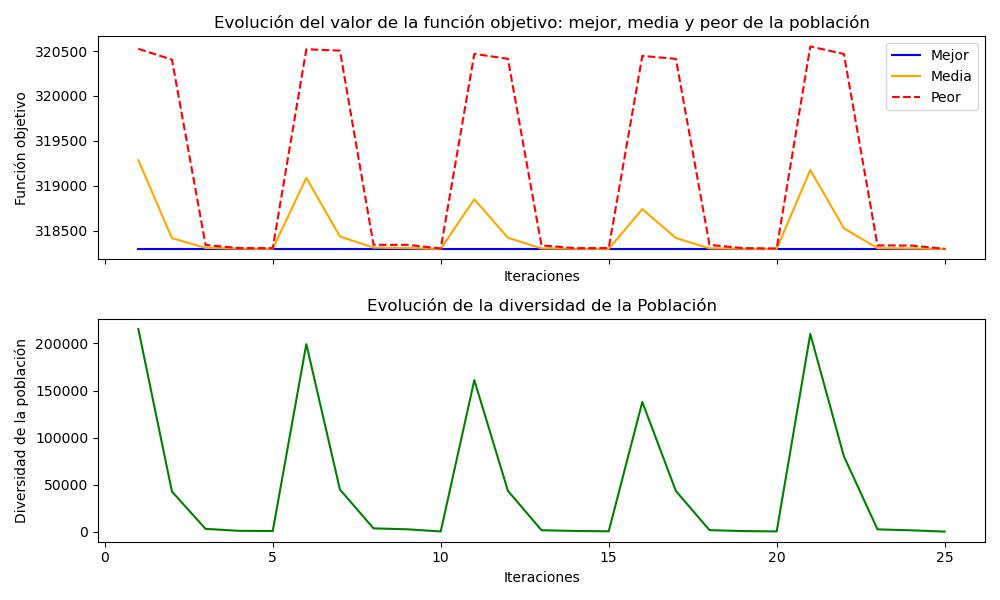 Evolución del valor de la función objetivo: mejor, media y peor de la población
320500
320000
319500
319000
318500
Función objetivo
Mejor
Media
Peor
Iteraciones
Evolución de la diversidad de la Población
200000
150000
100000
50000
0
Diversidad de la población
0 5 10 15 20 25
Iteraciones